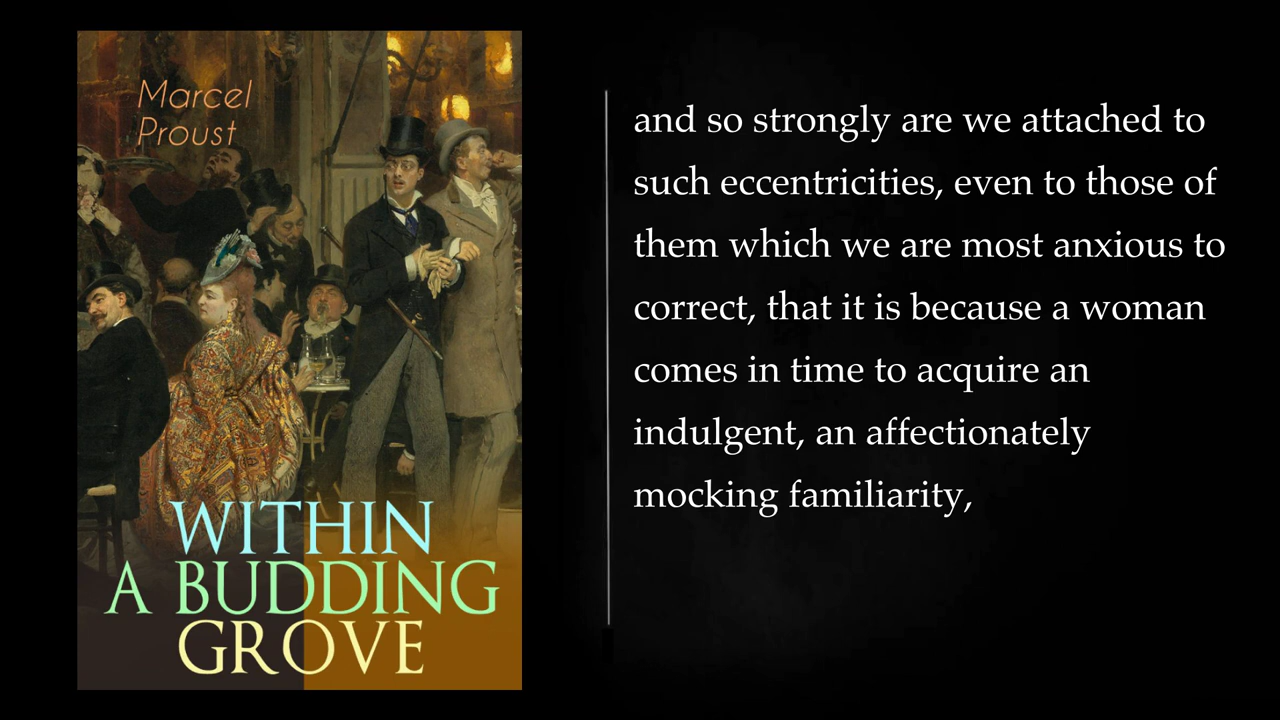 Marcel
Proust
WITHIN
A BUDDING
GROVE
and so strongly are we attached to
such eccentricities, even to those of
them which we are most anxious to
correct, that it is because a woman
comes in time to acquire an
indulgent, an affectionately
mocking familiarity,